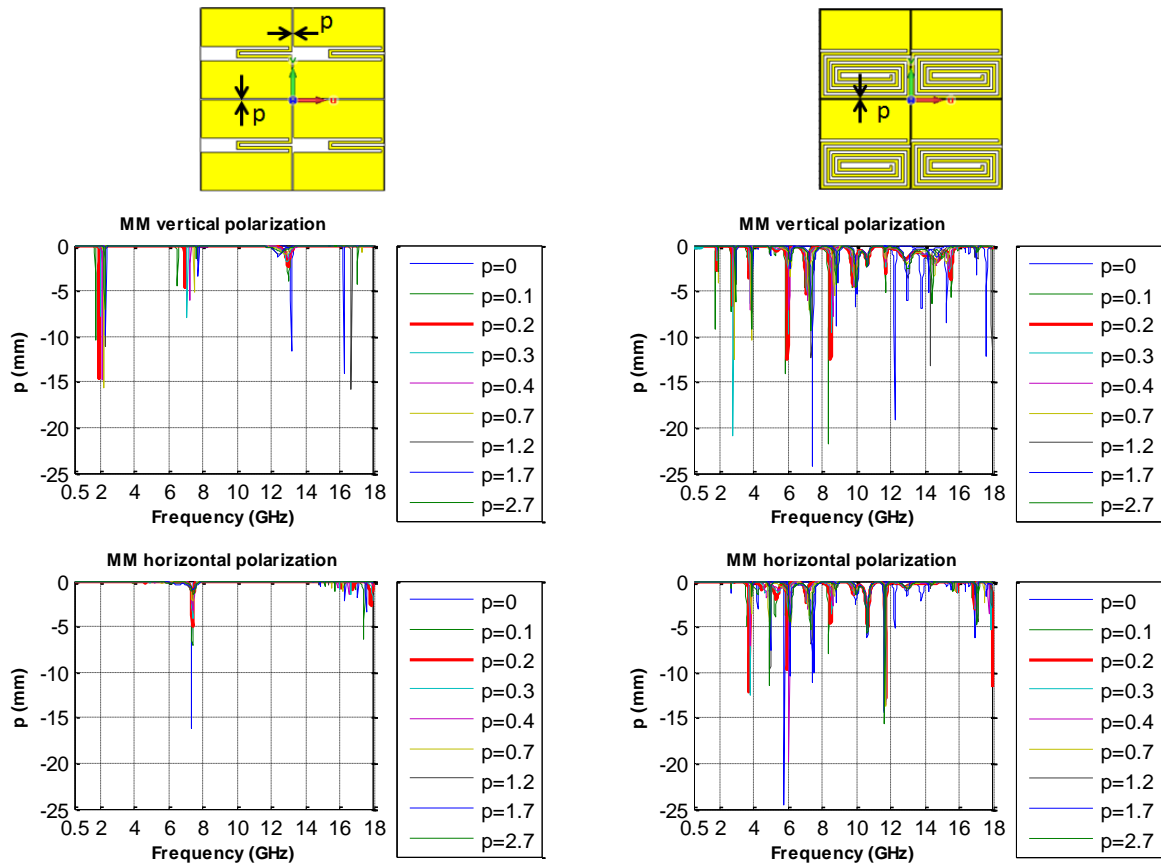 p
p
p
p
MM vertical polarization
0
-5
-10
-15
-20
-25
p (mm)
0.5 2 4 6 8 10 12 14 16 18
Frequency (GHz)
p=0
p=0.1
p=0.2
p=0.3
p=0.4
p=0.7
p=1.2
p=1.7
p=2.7
MM vertical polarization
0
-5
-10
-15
-20
-25
p (mm)
0.5 2 4 6 8 10 12 14 16 18
Frequency (GHz)
p=0
p=0.1
p=0.2
p=0.3
p=0.4
p=0.7
p=1.2
p=1.7
p=2.7
MM horizontal polarization
0
-5
-10
-15
-20
-25
p (mm)
0.5 2 4 6 8 10 12 14 16 18
Frequency (GHz)
p=0
p=0.1
p=0.2
p=0.3
p=0.4
p=0.7
p=1.2
p=1.7
p=2.7
MM horizontal polarization
0
-5
-10
-15
-20
-25
p (mm)
0.5 2 4 6 8 10 12 14 16 18
Frequency (GHz)
p=0
p=0.1
p=0.2
p=0.3
p=0.4
p=0.7
p=1.2
p=1.7
p=2.7